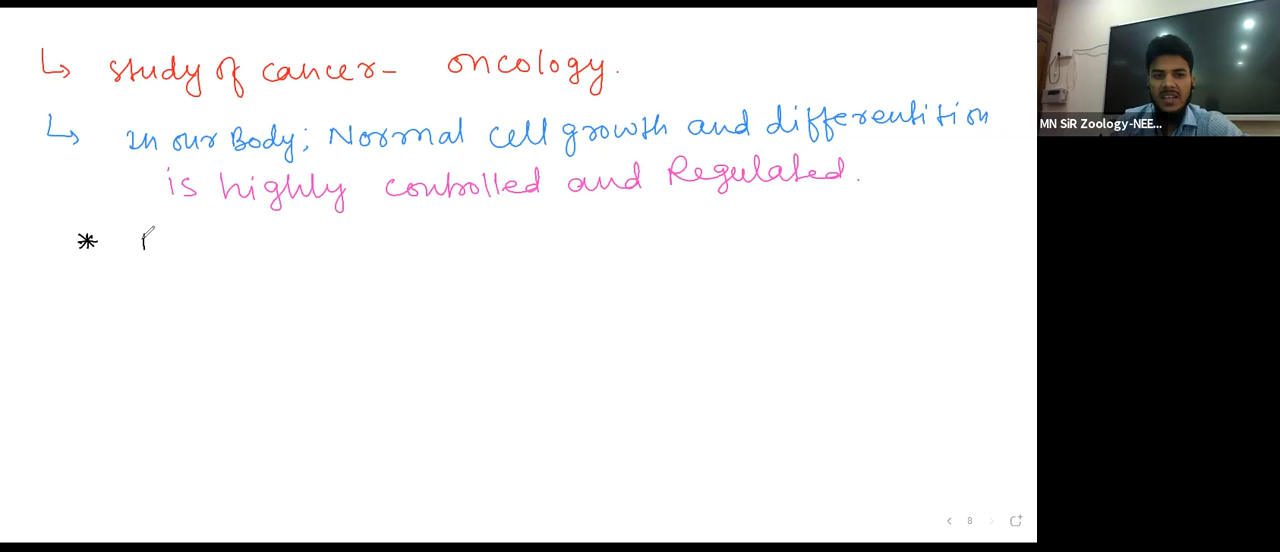 ↳ study of cancer- oncology.
↳ In our Body; Normal cell growth and differentition
is highly controlled and Regulated.
*
MN SiR Zoology-NEE...
8